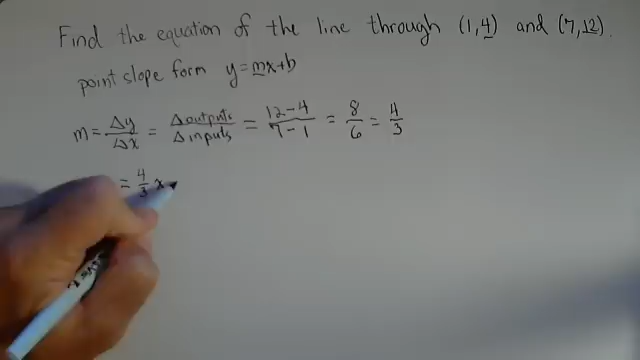 Find the equation of the line through (1,4) and (7,12).
point slope form y=mx+b
m = Δy/Δx = Δoutputs/Δinputs = 12-4/7-1 = 8/6 = 4/3
= 4/3 x